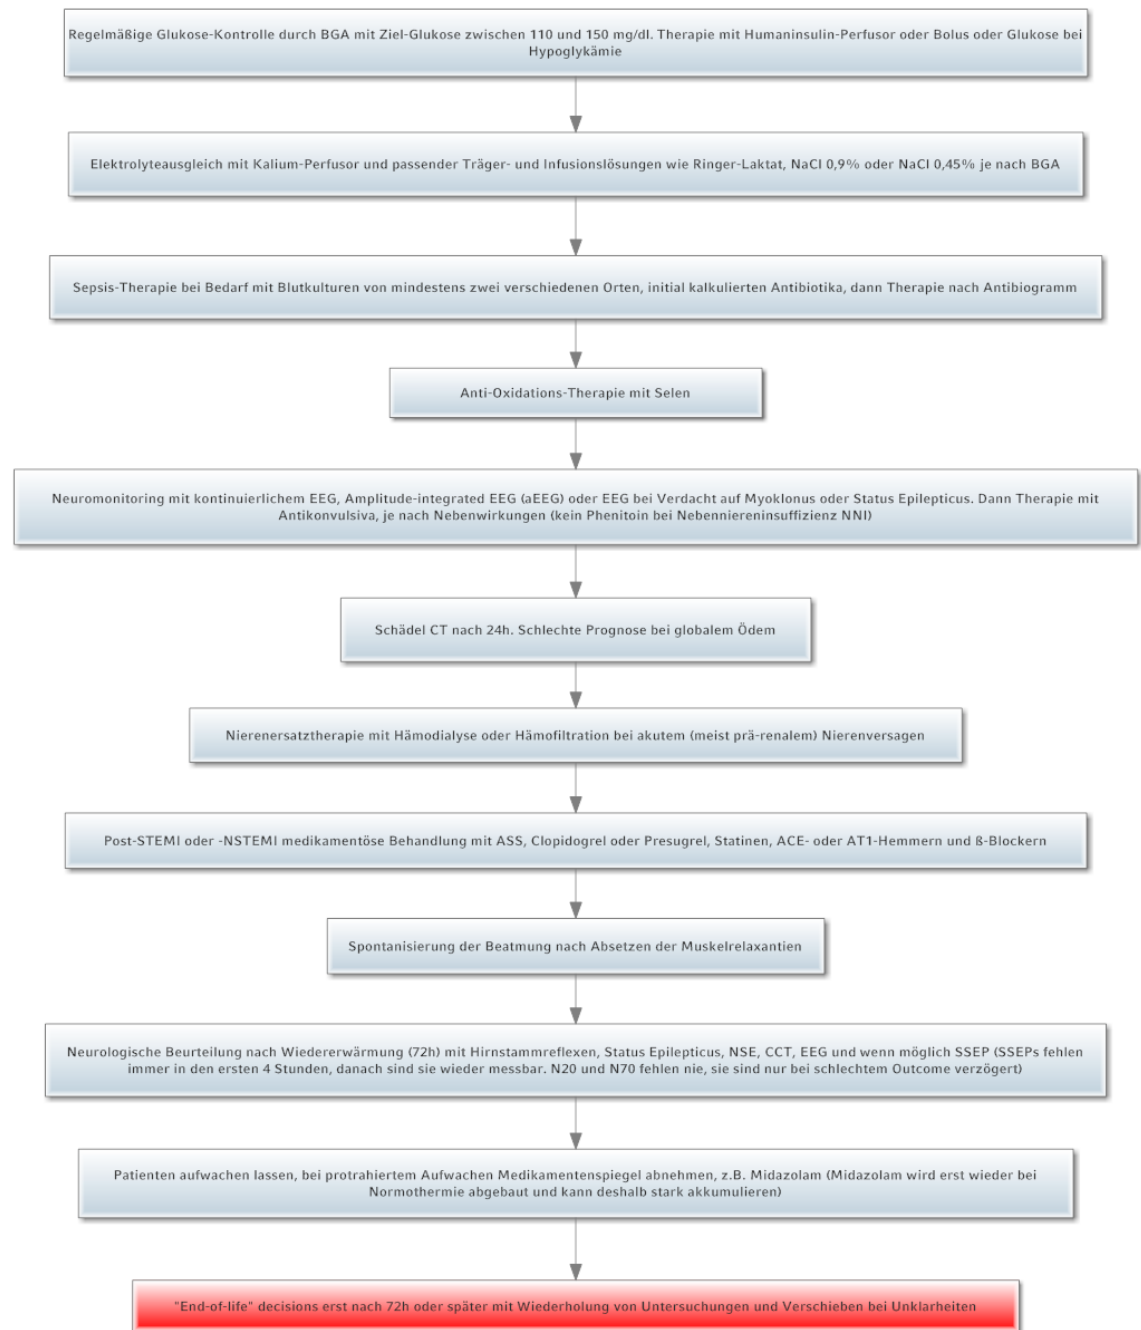 Regelmäßige Glukose-Kontrolle durch BGA mit Ziel-Glukose zwischen 110 und 150 mg/dl. Therapie mit Humaninsulin-Perfusor oder Bolus oder Glukose bei
Hypoglykämie
Elektrolyteausgleich mit Kalium-Perfusor und passender Träger- und Infusionslösungen wie Ringer-Laktat, NaCl 0,9% oder NaCl 0,45% je nach BGA
Sepsis-Therapie bei Bedarf mit Blutkulturen von mindestens zwei verschiedenen Orten, initial kalkulierten Antibiotika, dann Therapie nach Antibiogramm
Anti-Oxidations-Therapie mit Selen
Neuromonitoring mit kontinuierlichem EEG, Amplitude-integrated EEG (aEEG) oder EEG bei Verdacht auf Myoklonus oder Status Epilepticus. Dann Therapie mit
Antikonvulsiva, je nach Nebenwirkungen (kein Phenitoin bei Nebenniereninsuffizienz NNI)
Schädel CT nach 24h. Schlechte Prognose bei globalem Ödem
Nierenersatztherapie mit Hämodialyse oder Hämofiltration bei akutem (meist prä-renalem) Nierenversagen
Post-STEMI oder -NSTEMI medikamentöse Behandlung mit ASS, Clopidogrel oder Presugrel, Statinen, ACE- oder AT1-Hemmern und ß-Blockern
Spontanisierung der Beatmung nach Absetzen der Muskelrelaxantien
Neurologische Beurteilung nach Wiedererwärmung (72h) mit Hirnstammreflexen, Status Epilepticus, NSE, CCT, EEG und wenn möglich SSEP (SSEPs fehlen
immer in den ersten 4 Stunden, danach sind sie wieder messbar. N20 und N70 fehlen nie, sie sind nur bei schlechtem Outcome verzögert)
Patienten aufwachen lassen, bei protrahiertem Aufwachen Medikamentenspiegel abnehmen, z.B. Midazolam (Midazolam wird erst wieder bei
Normothermie abgebaut und kann deshalb stark akkumulieren)
"End-of-life" decisions erst nach 72h oder später mit Wiederholung von Untersuchungen und Verschieben bei Unklarheiten